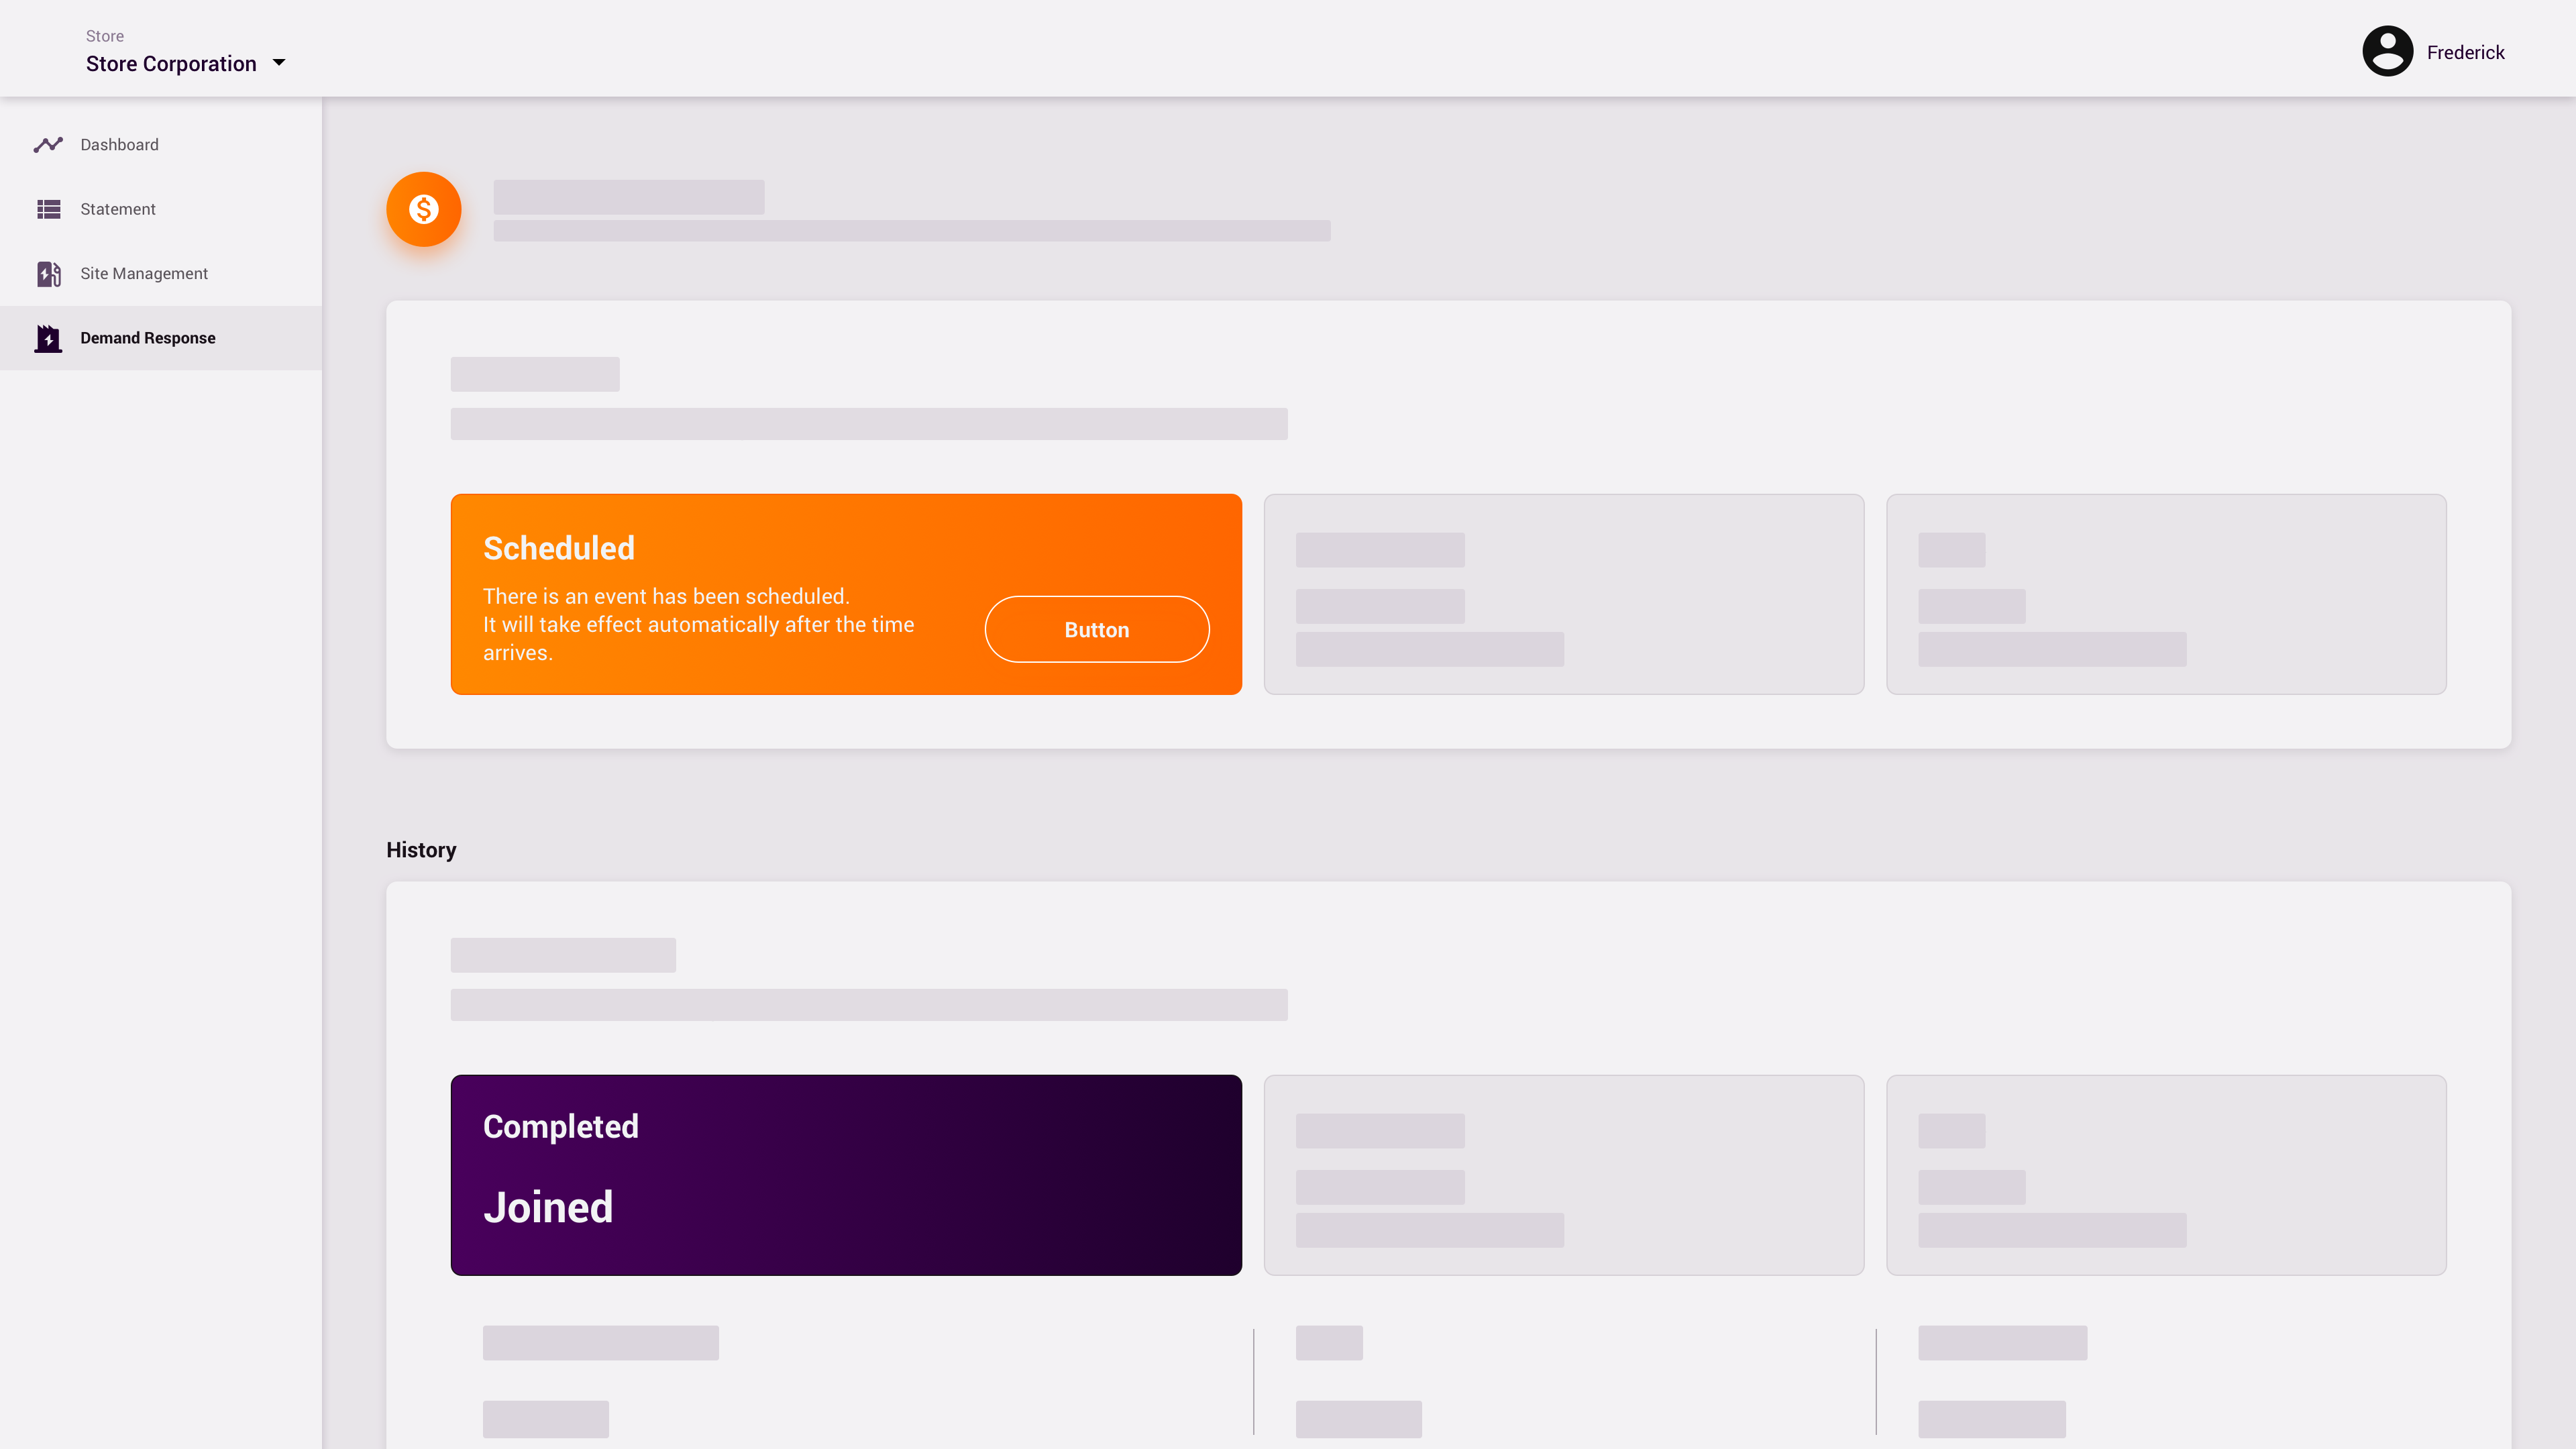 Store
Store Corporation
Frederick
Dashboard
Statement
Site Management
Demand Response
Scheduled
There is an event has been scheduled.
It will take effect automatically after the time
arrives.
Button
History
Completed
Joined